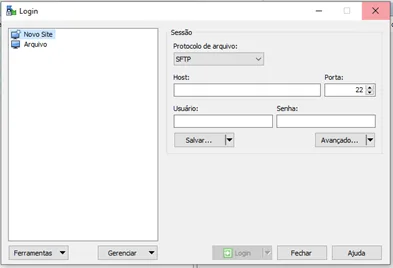 Login
Novo Site
Arquivo
Sessão
Protocolo de arquivo:
SFTP
Host:
Porta:
22
Usuário:
Senha:
Salvar...
Avançado...
Ferramentas
Gerenciar
Login
Fechar
Ajuda